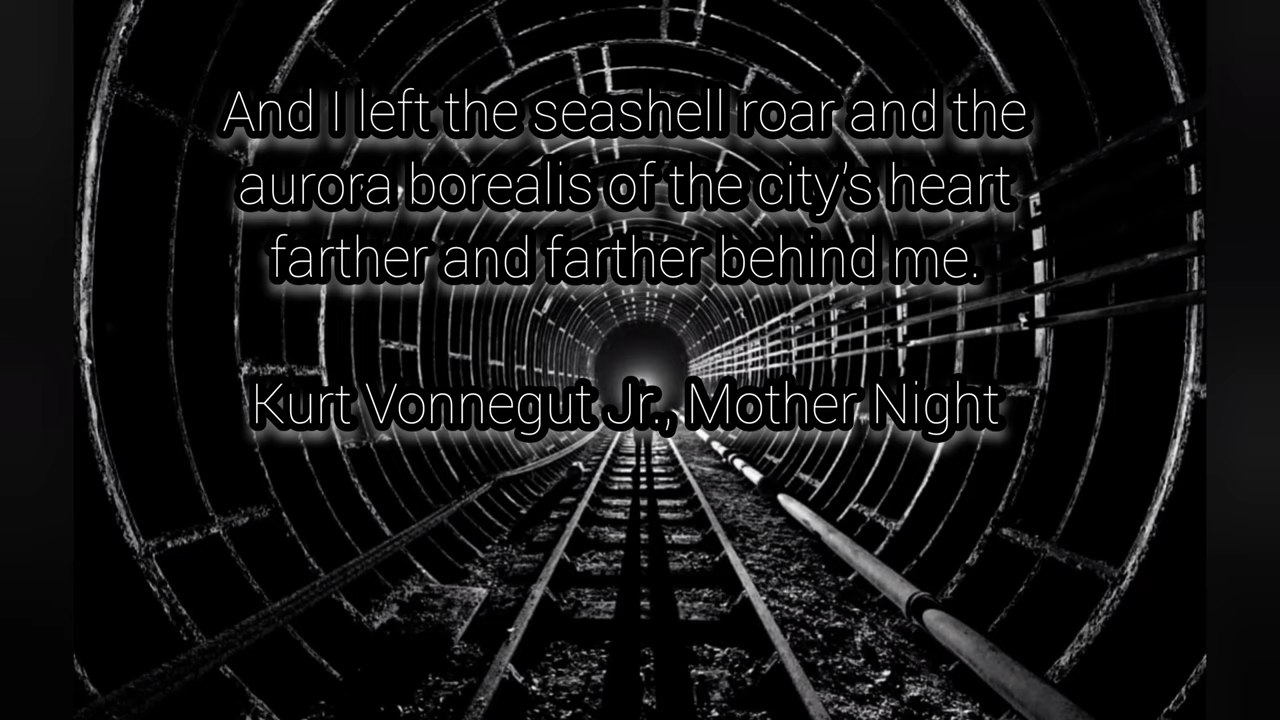 And I left the seashell roar and the
aurora borealis of the city’s heart
farther and farther behind me.
Kurt Vonnegut Jr., Mother Night